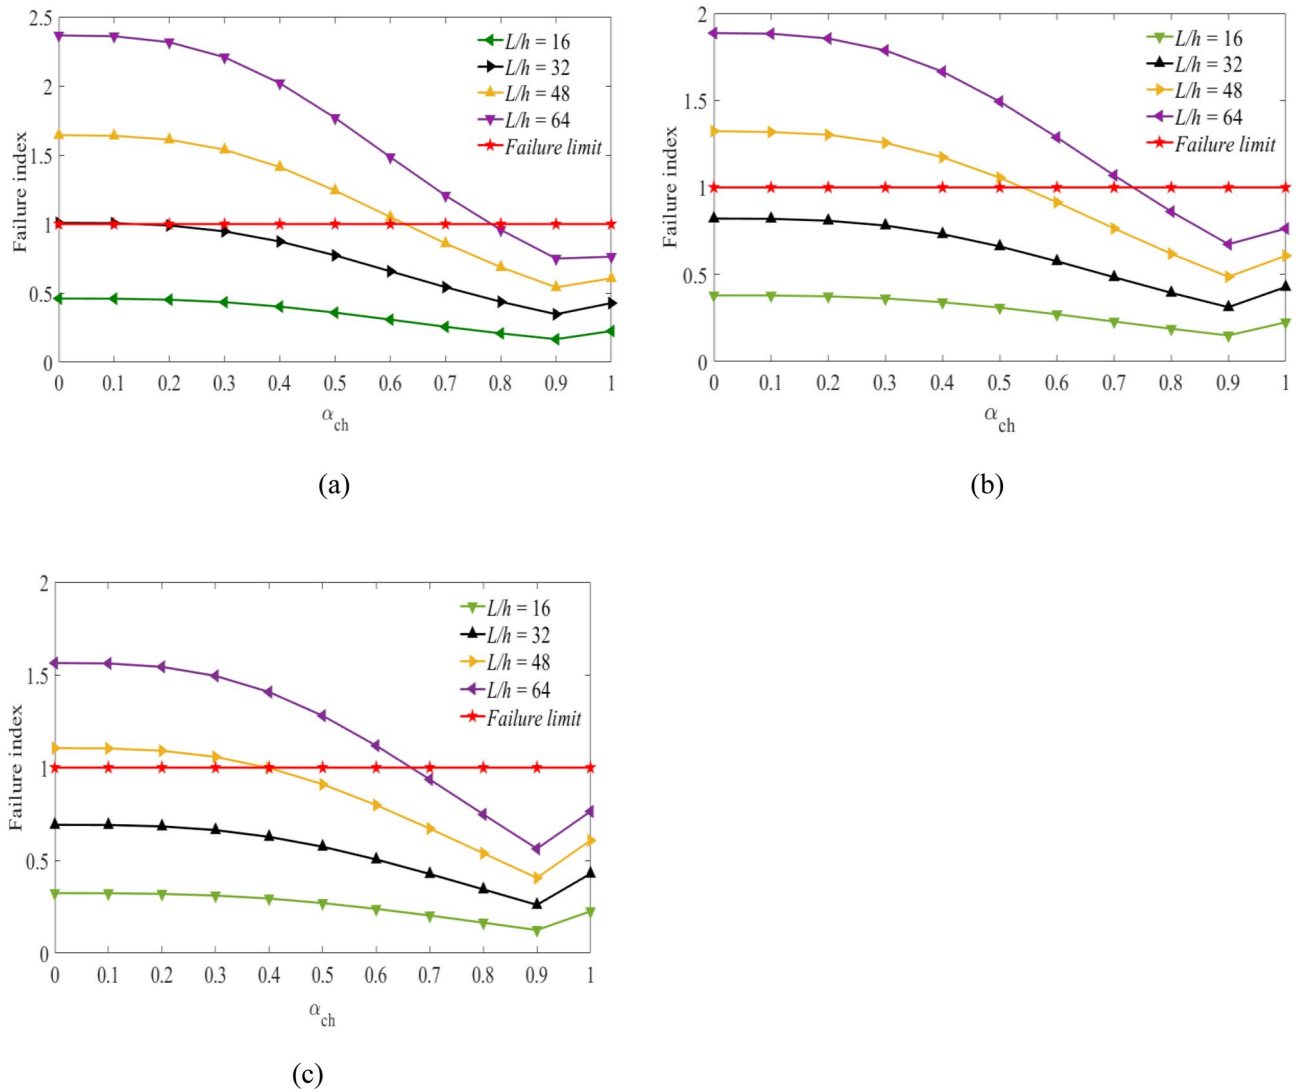 2.5
2
1.5
1
0.5
0
Failure index
L/h = 16
L/h = 32
L/h = 48
L/h = 64
Failure limit
0 0.1 0.2 0.3 0.4 0.5 0.6 0.7 0.8 0.9 1
α_ch
(a)
2
1.5
1
0.5
0
Failure index
L/h = 16
L/h = 32
L/h = 48
L/h = 64
Failure limit
0 0.1 0.2 0.3 0.4 0.5 0.6 0.7 0.8 0.9 1
α_ch
(b)
2
1.5
1
0.5
0
Failure index
L/h = 16
L/h = 32
L/h = 48
L/h = 64
Failure limit
0 0.1 0.2 0.3 0.4 0.5 0.6 0.7 0.8 0.9 1
α_ch
(c)